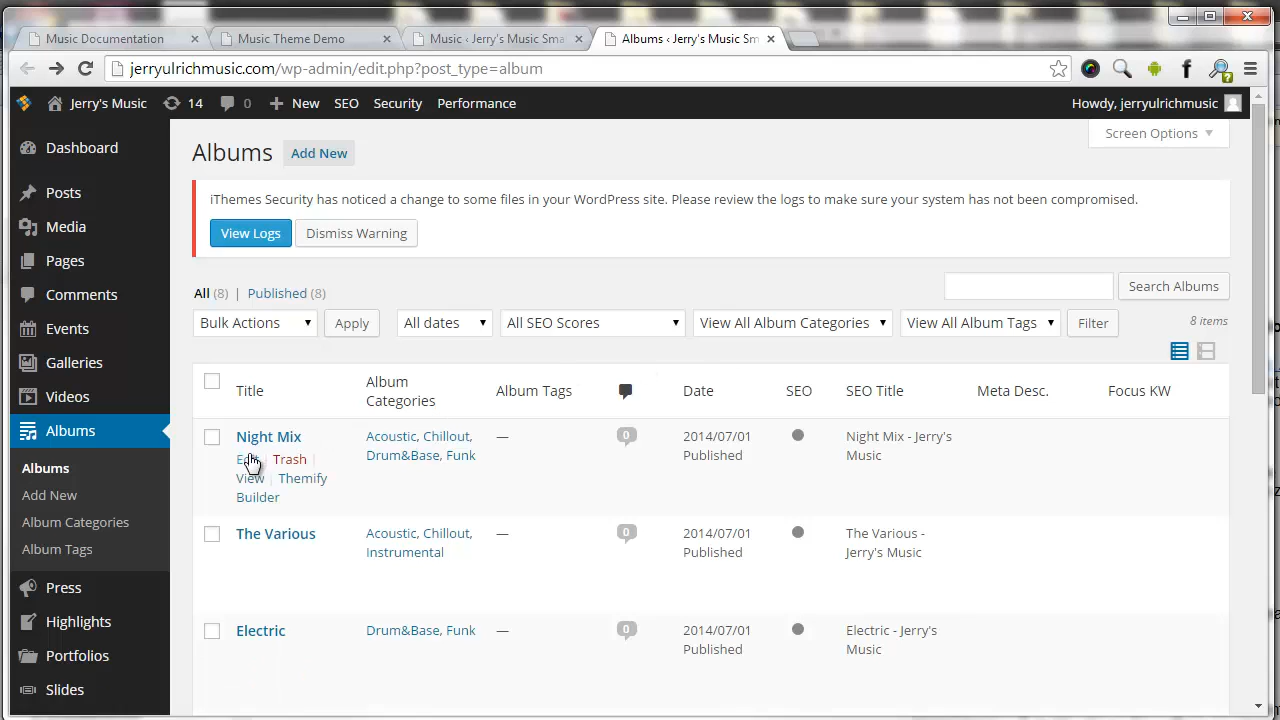 Music Documentation
Music Theme Demo
Music ‹ Jerry's Music Sma
Albums ‹ Jerry's Music Sm
jerryulrichmusic.com/wp-admin/edit.php?post_type=album
Jerry's Music 14 0 New SEO Security Performance Howdy, jerryulrichmusic
Screen Options
Dashboard
Posts
Media
Pages
Comments
Events
Galleries
Videos
Albums
Albums
Add New
Album Categories
Album Tags
Press
Highlights
Portfolios
Slides
Albums Add New
iThemes Security has noticed a change to some files in your WordPress site. Please review the logs to make sure your system has not been compromised.
View Logs Dismiss Warning
All (8) | Published (8)
Search Albums
Bulk Actions Apply All dates All SEO Scores View All Album Categories View All Album Tags Filter 8 items
Title Album Categories Album Tags Date SEO SEO Title Meta Desc. Focus KW
Night Mix
Edit | Trash |
View | Themify
Builder
Acoustic, Chillout,
Drum&Base, Funk
—
0
2014/07/01
Published
Night Mix - Jerry's
Music
The Various
Acoustic, Chillout,
Instrumental
—
0
2014/07/01
Published
The Various -
Jerry's Music
Electric
Drum&Base, Funk
—
0
2014/07/01
Published
Electric - Jerry's
Music